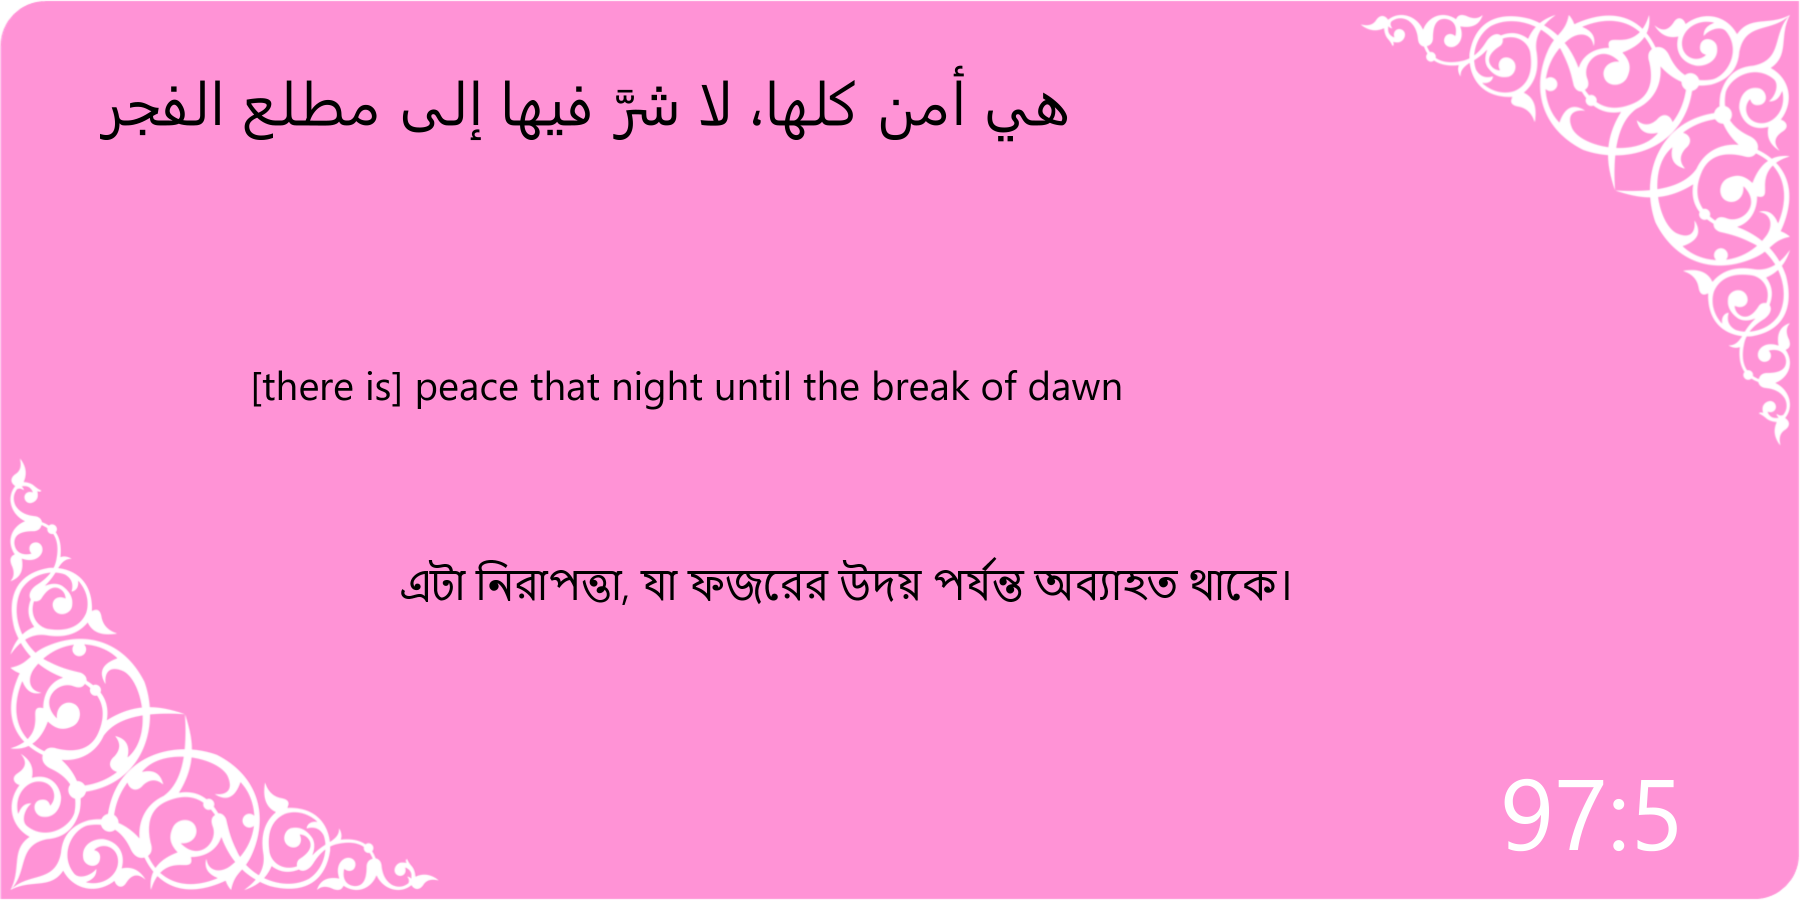 هي أمن كلها، لا شرَّ فيها إلى مطلع الفجر
[there is] peace that night until the break of dawn
এটা নিরাপত্তা, যা ফজরের উদয় পর্যন্ত অব্যাহত থাকে।
97:5